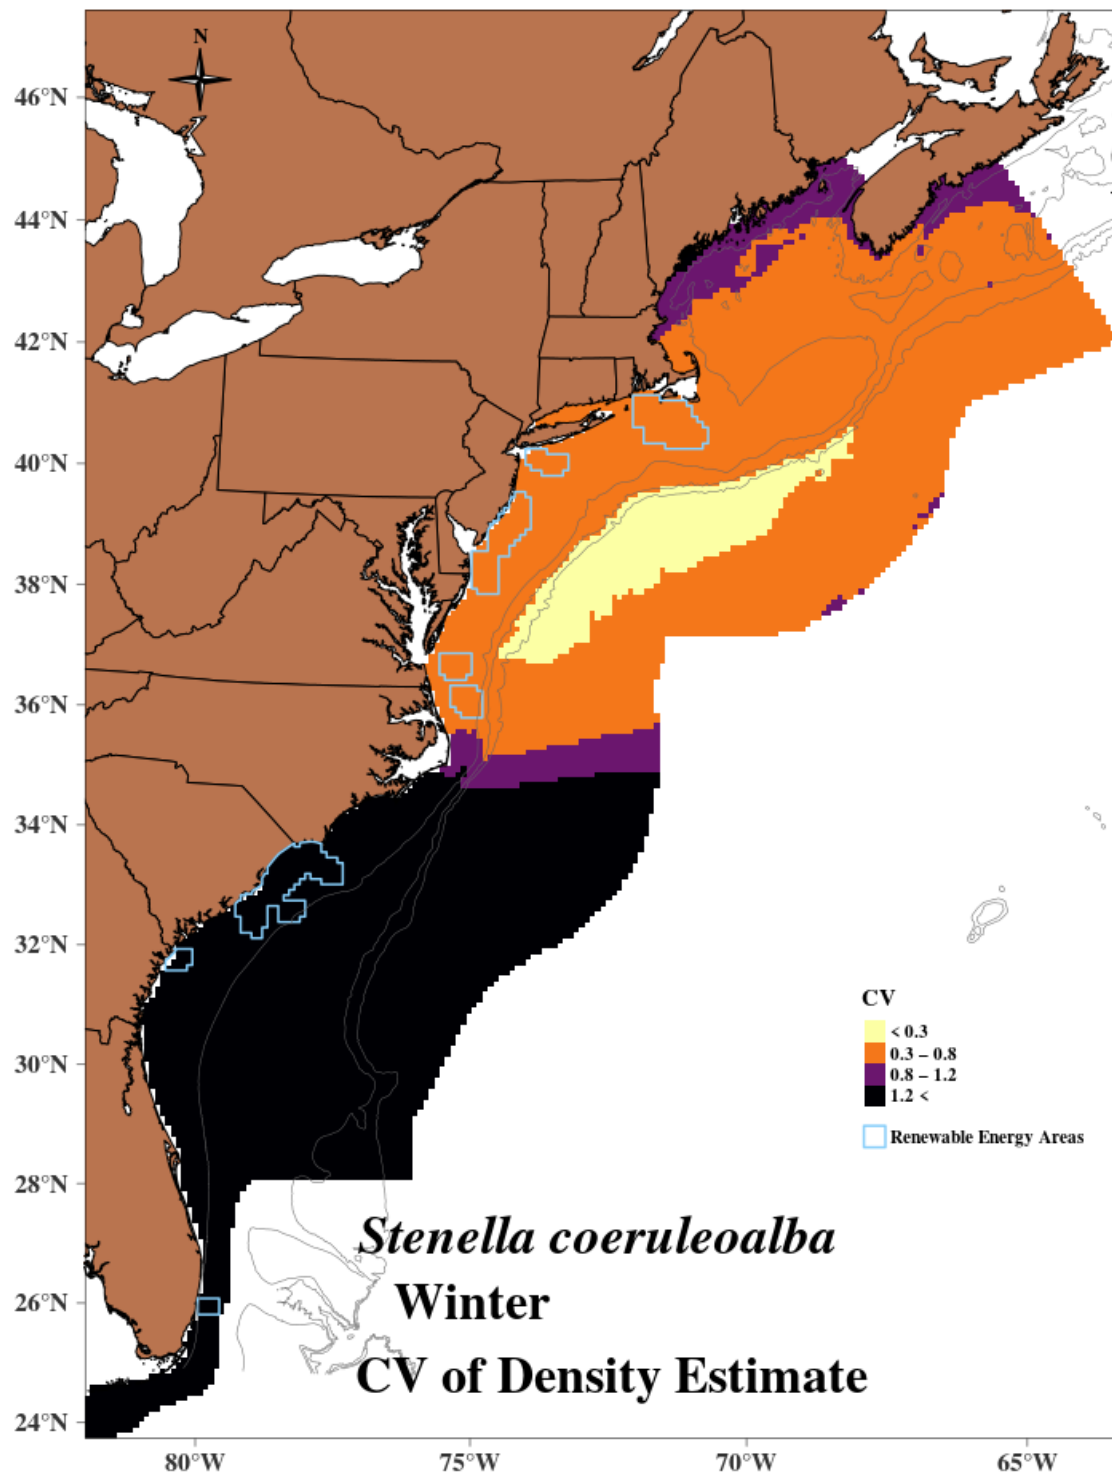 N
46°N
44°N
42°N
40°N
38°N
36°N
34°N
32°N
30°N
28°N
26°N
24°N
CV
< 0.3
0.3 – 0.8
0.8 – 1.2
1.2 <
Renewable Energy Areas
Stenella coeruleoalba
Winter
CV of Density Estimate
80°W
75°W
70°W
65°W